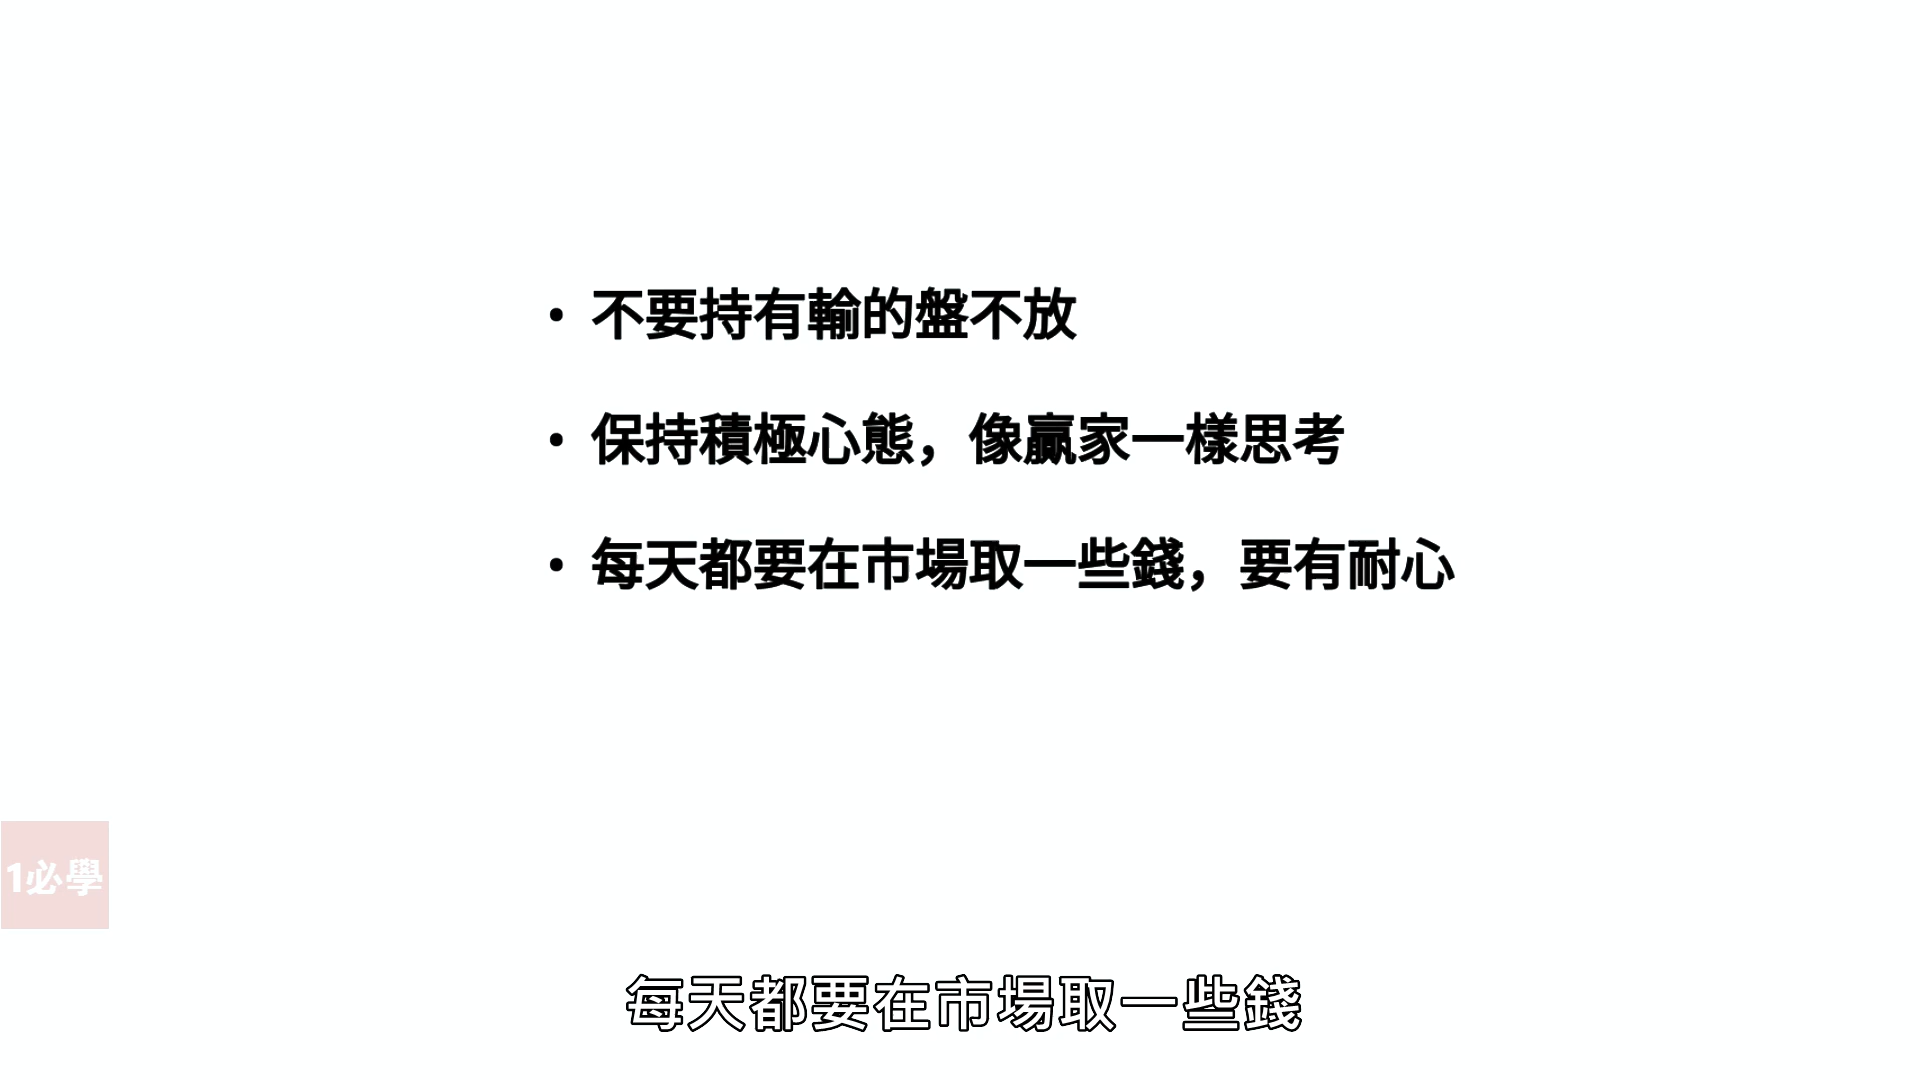 • 不要持有輸的盤不放
• 保持積極心態，像贏家一樣思考
• 每天都要在市場取一些錢，要有耐心
1必學
每天都要在市場取一些錢